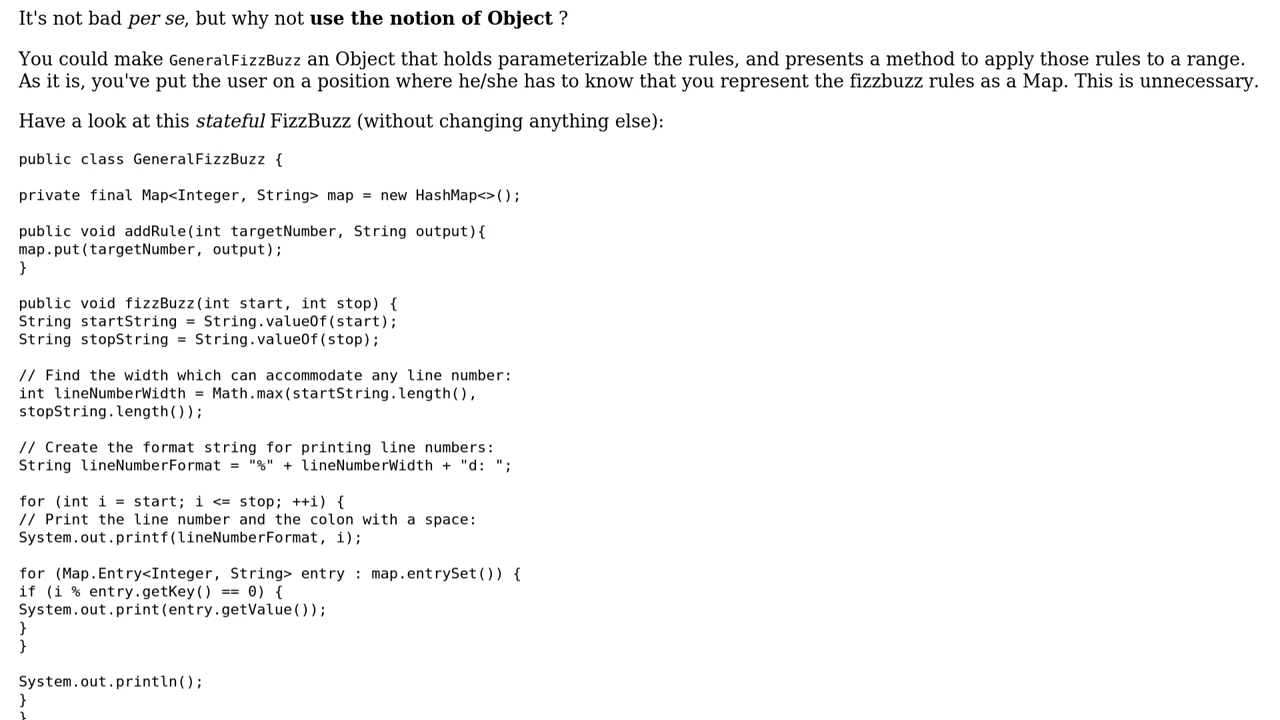 It's not bad per se, but why not use the notion of Object ?
You could make GeneralFizzBuzz an Object that holds parameterizable the rules, and presents a method to apply those rules to a range.
As it is, you've put the user on a position where he/she has to know that you represent the fizzbuzz rules as a Map. This is unnecessary.
Have a look at this stateful FizzBuzz (without changing anything else):
public class GeneralFizzBuzz {
private final Map<Integer, String> map = new HashMap<>();
public void addRule(int targetNumber, String output){
map.put(targetNumber, output);
}
public void fizzBuzz(int start, int stop) {
String startString = String.valueOf(start);
String stopString = String.valueOf(stop);
// Find the width which can accommodate any line number:
int lineNumberWidth = Math.max(startString.length(),
stopString.length());
// Create the format string for printing line numbers:
String lineNumberFormat = "%" + lineNumberWidth + "d: ";
for (int i = start; i <= stop; ++i) {
// Print the line number and the colon with a space:
System.out.printf(lineNumberFormat, i);
for (Map.Entry<Integer, String> entry : map.entrySet()) {
if (i % entry.getKey() == 0) {
System.out.print(entry.getValue());
}
}
System.out.println();
}
}